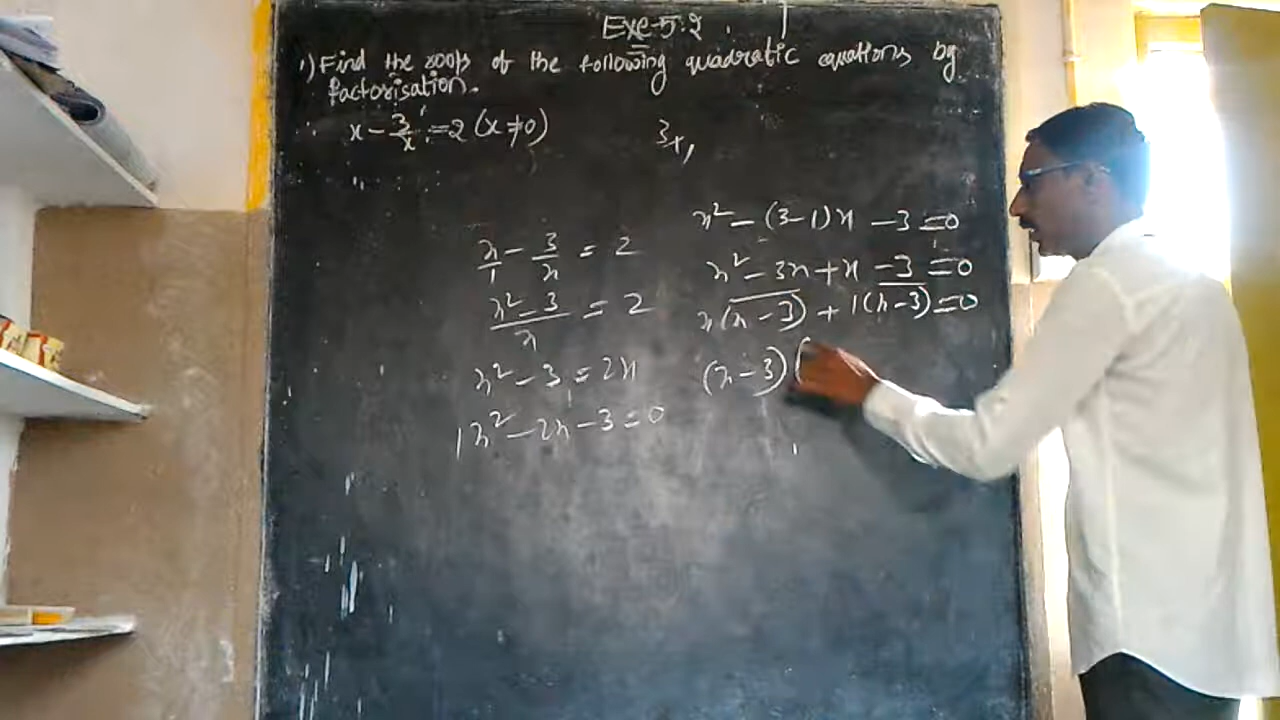 Exe-5.2
1) Find the roots of the following quadratic equations by
factorisation.
x - 3/x = 2 (x ≠ 0)
3x,
x/1 - 3/x = 2
x² - 3 / x = 2
x² - 3 = 2x
1x² - 2x - 3 = 0
x² - (3-1)x - 3 = 0
x² - 3x + x - 3 = 0
x(x - 3) + 1(x - 3) = 0
(x - 3)(